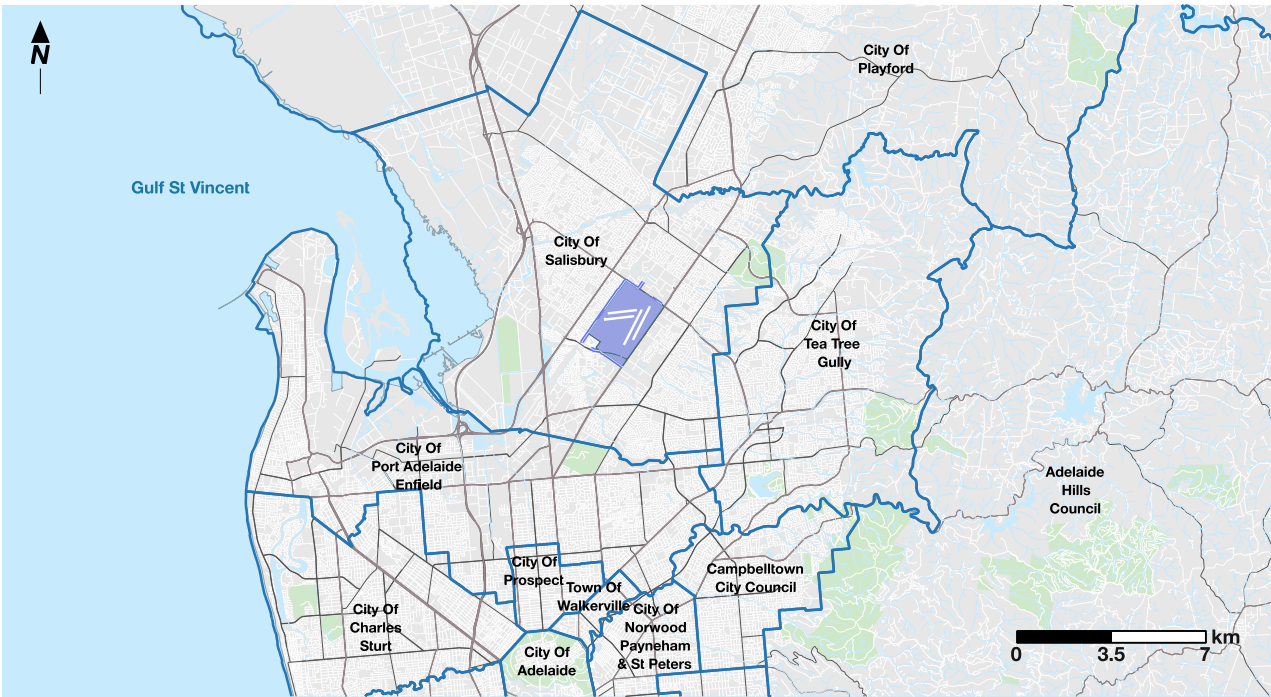 N
City Of
Playford
Gulf St Vincent
City Of
Salisbury
City Of
Tea Tree
Gully
City Of
Port Adelaide
Enfield
Adelaide
Hills
Council
City Of
Prospect
Town Of
Walkerville
Campbelltown
City Council
City Of
Charles
Sturt
City Of
Norwood
Payneham
& St Peters
City Of
Adelaide
km
0 3.5 7